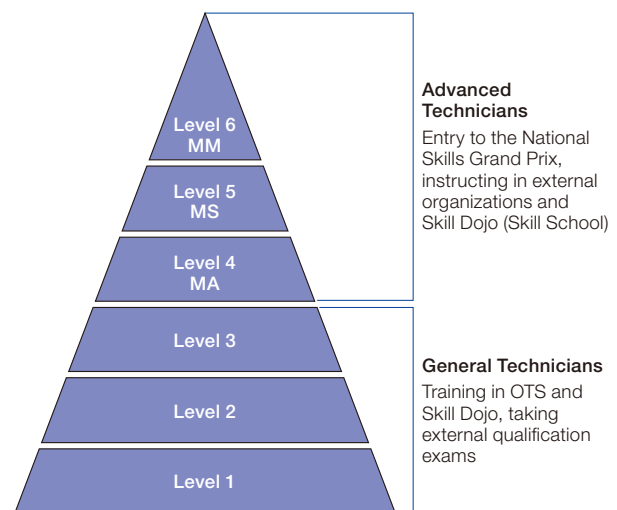 Level 6
MM
Level 5
MS
Level 4
MA
Level 3
Level 2
Level 1
Advanced
Technicians
Entry to the National
Skills Grand Prix,
instructing in external
organizations and
Skill Dojo (Skill School)
General Technicians
Training in OTS and
Skill Dojo, taking
external qualification
exams